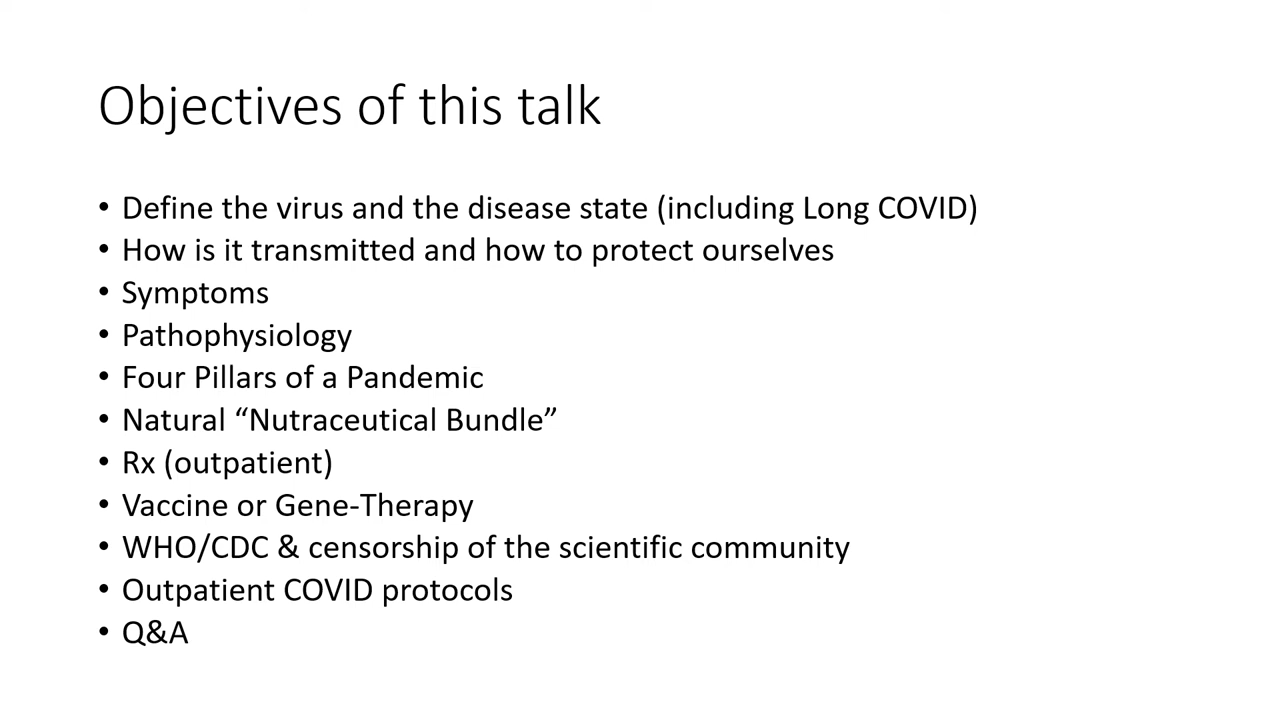 Objectives of this talk
• Define the virus and the disease state (including Long COVID)
• How is it transmitted and how to protect ourselves
• Symptoms
• Pathophysiology
• Four Pillars of a Pandemic
• Natural “Nutraceutical Bundle”
• Rx (outpatient)
• Vaccine or Gene-Therapy
• WHO/CDC & censorship of the scientific community
• Outpatient COVID protocols
• Q&A